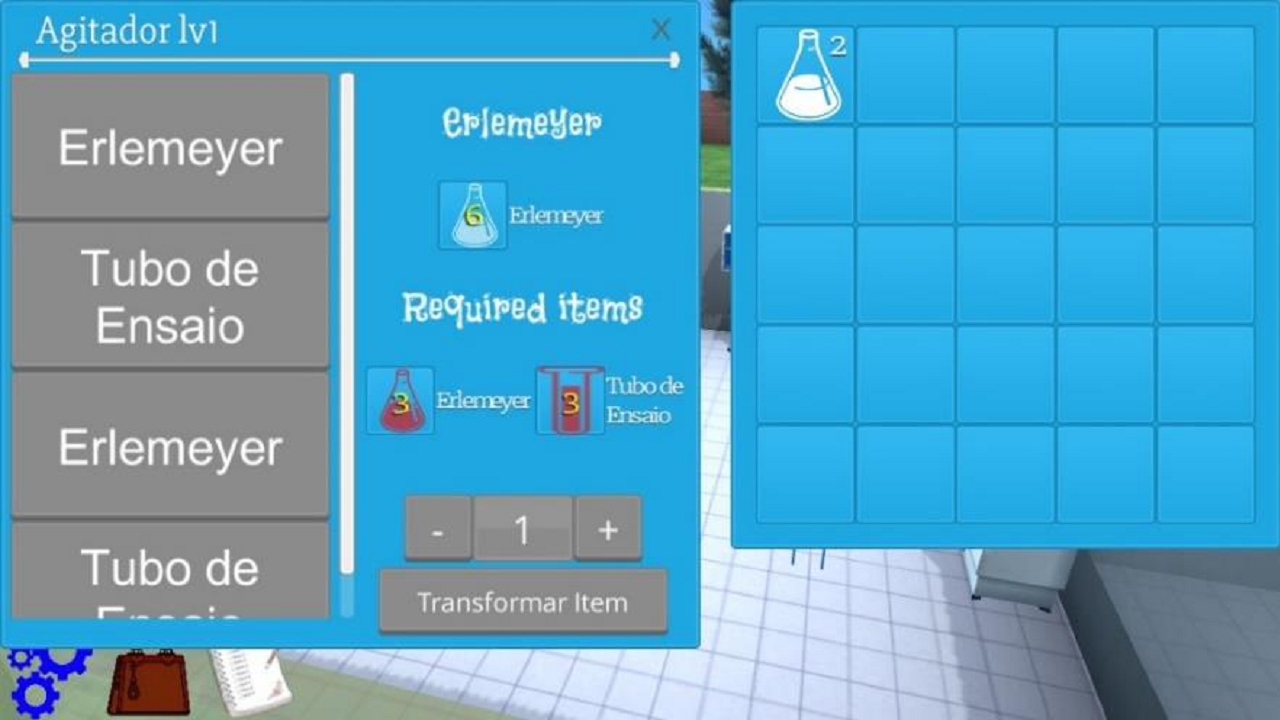 Agitador lv1
X
Erlemeyer
Tubo de
Ensaio
Erlemeyer
Tubo de
Ensaio
Erlemeyer
6
Erlemeyer
Required items
3
Erlemeyer
3
Tubo de
Ensaio
-
1
+
Transformar Item
2